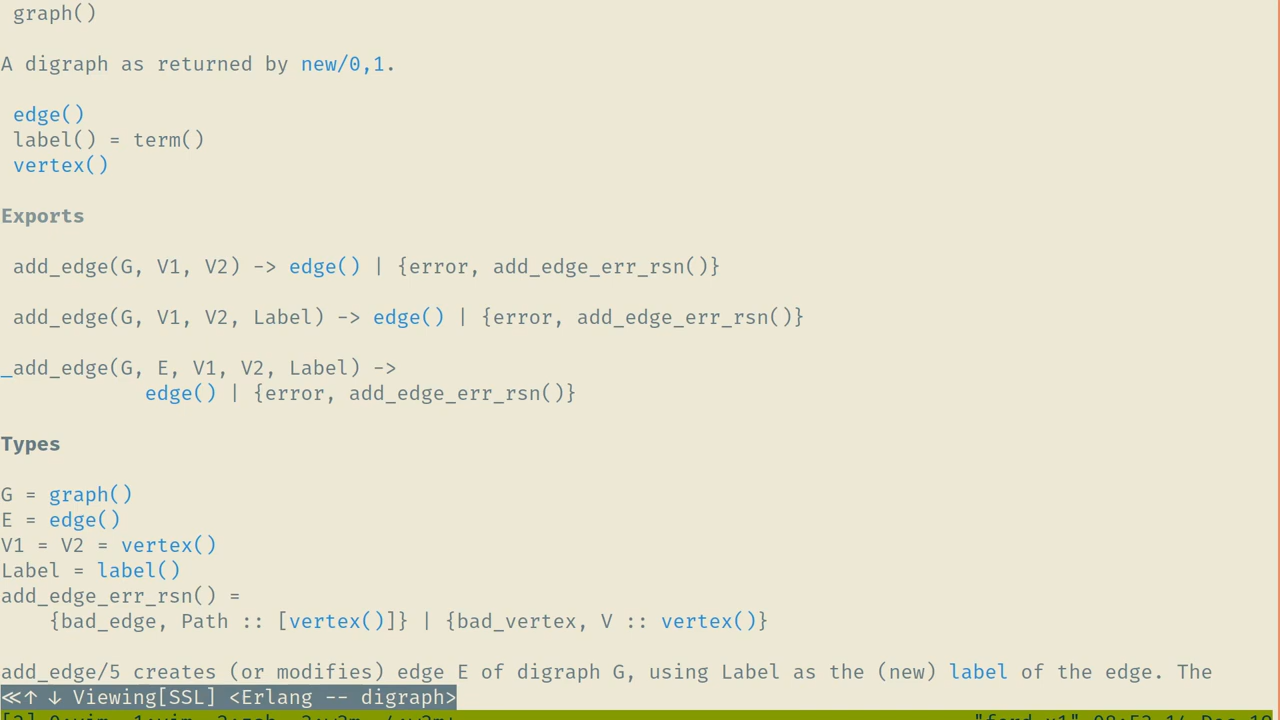 graph()
A digraph as returned by new/0,1.
edge()
label() = term()
vertex()
Exports
add_edge(G, V1, V2) -> edge() | {error, add_edge_err_rsn()}
add_edge(G, V1, V2, Label) -> edge() | {error, add_edge_err_rsn()}
_add_edge(G, E, V1, V2, Label) ->
edge() | {error, add_edge_err_rsn()}
Types
G = graph()
E = edge()
V1 = V2 = vertex()
Label = label()
add_edge_err_rsn() =
{bad_edge, Path :: [vertex()]} | {bad_vertex, V :: vertex()}
add_edge/5 creates (or modifies) edge E of digraph G, using Label as the (new) label of the edge. The
≪↑ ↓ Viewing[SSL] <Erlang -- digraph>